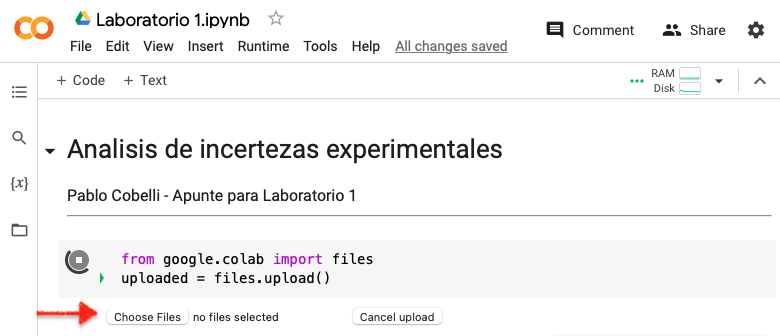 Laboratorio 1.ipynb
Comment
Share
File Edit View Insert Runtime Tools Help All changes saved
+ Code + Text
RAM
Disk
{x}
Analisis de incertezas experimentales
Pablo Cobelli - Apunte para Laboratorio 1
from google.colab import files
uploaded = files.upload()
Choose Files no files selected Cancel upload